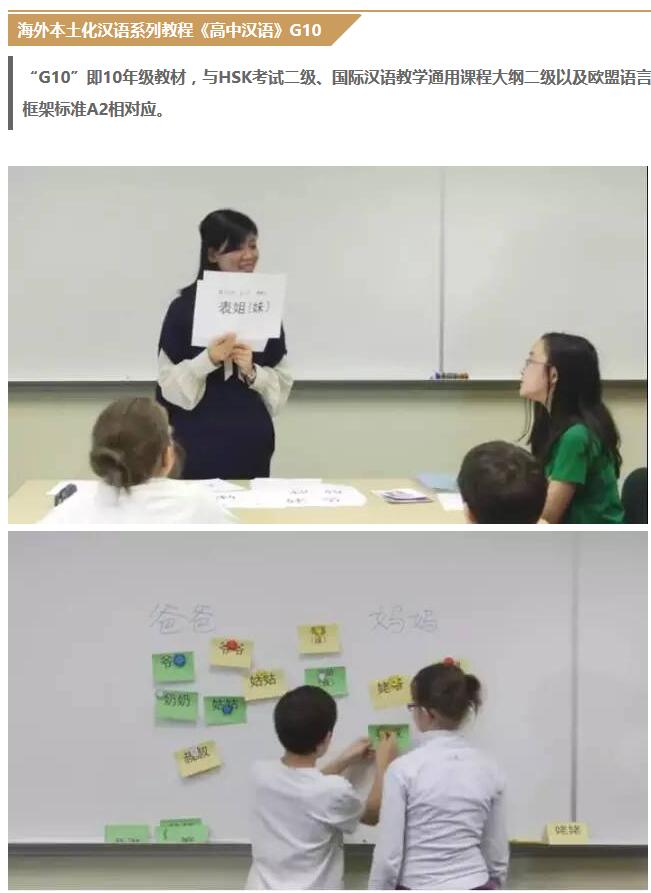 海外本土化汉语系列教程《高中汉语》G10
“G10”即10年级教材，与HSK考试二级、国际汉语教学通用课程大纲二级以及欧盟语言
框架标准A2相对应。
表姐(妹)
爸爸
妈妈
爷爷
姑姑
奶奶
姑姑
姥爷
叔叔
姥姥